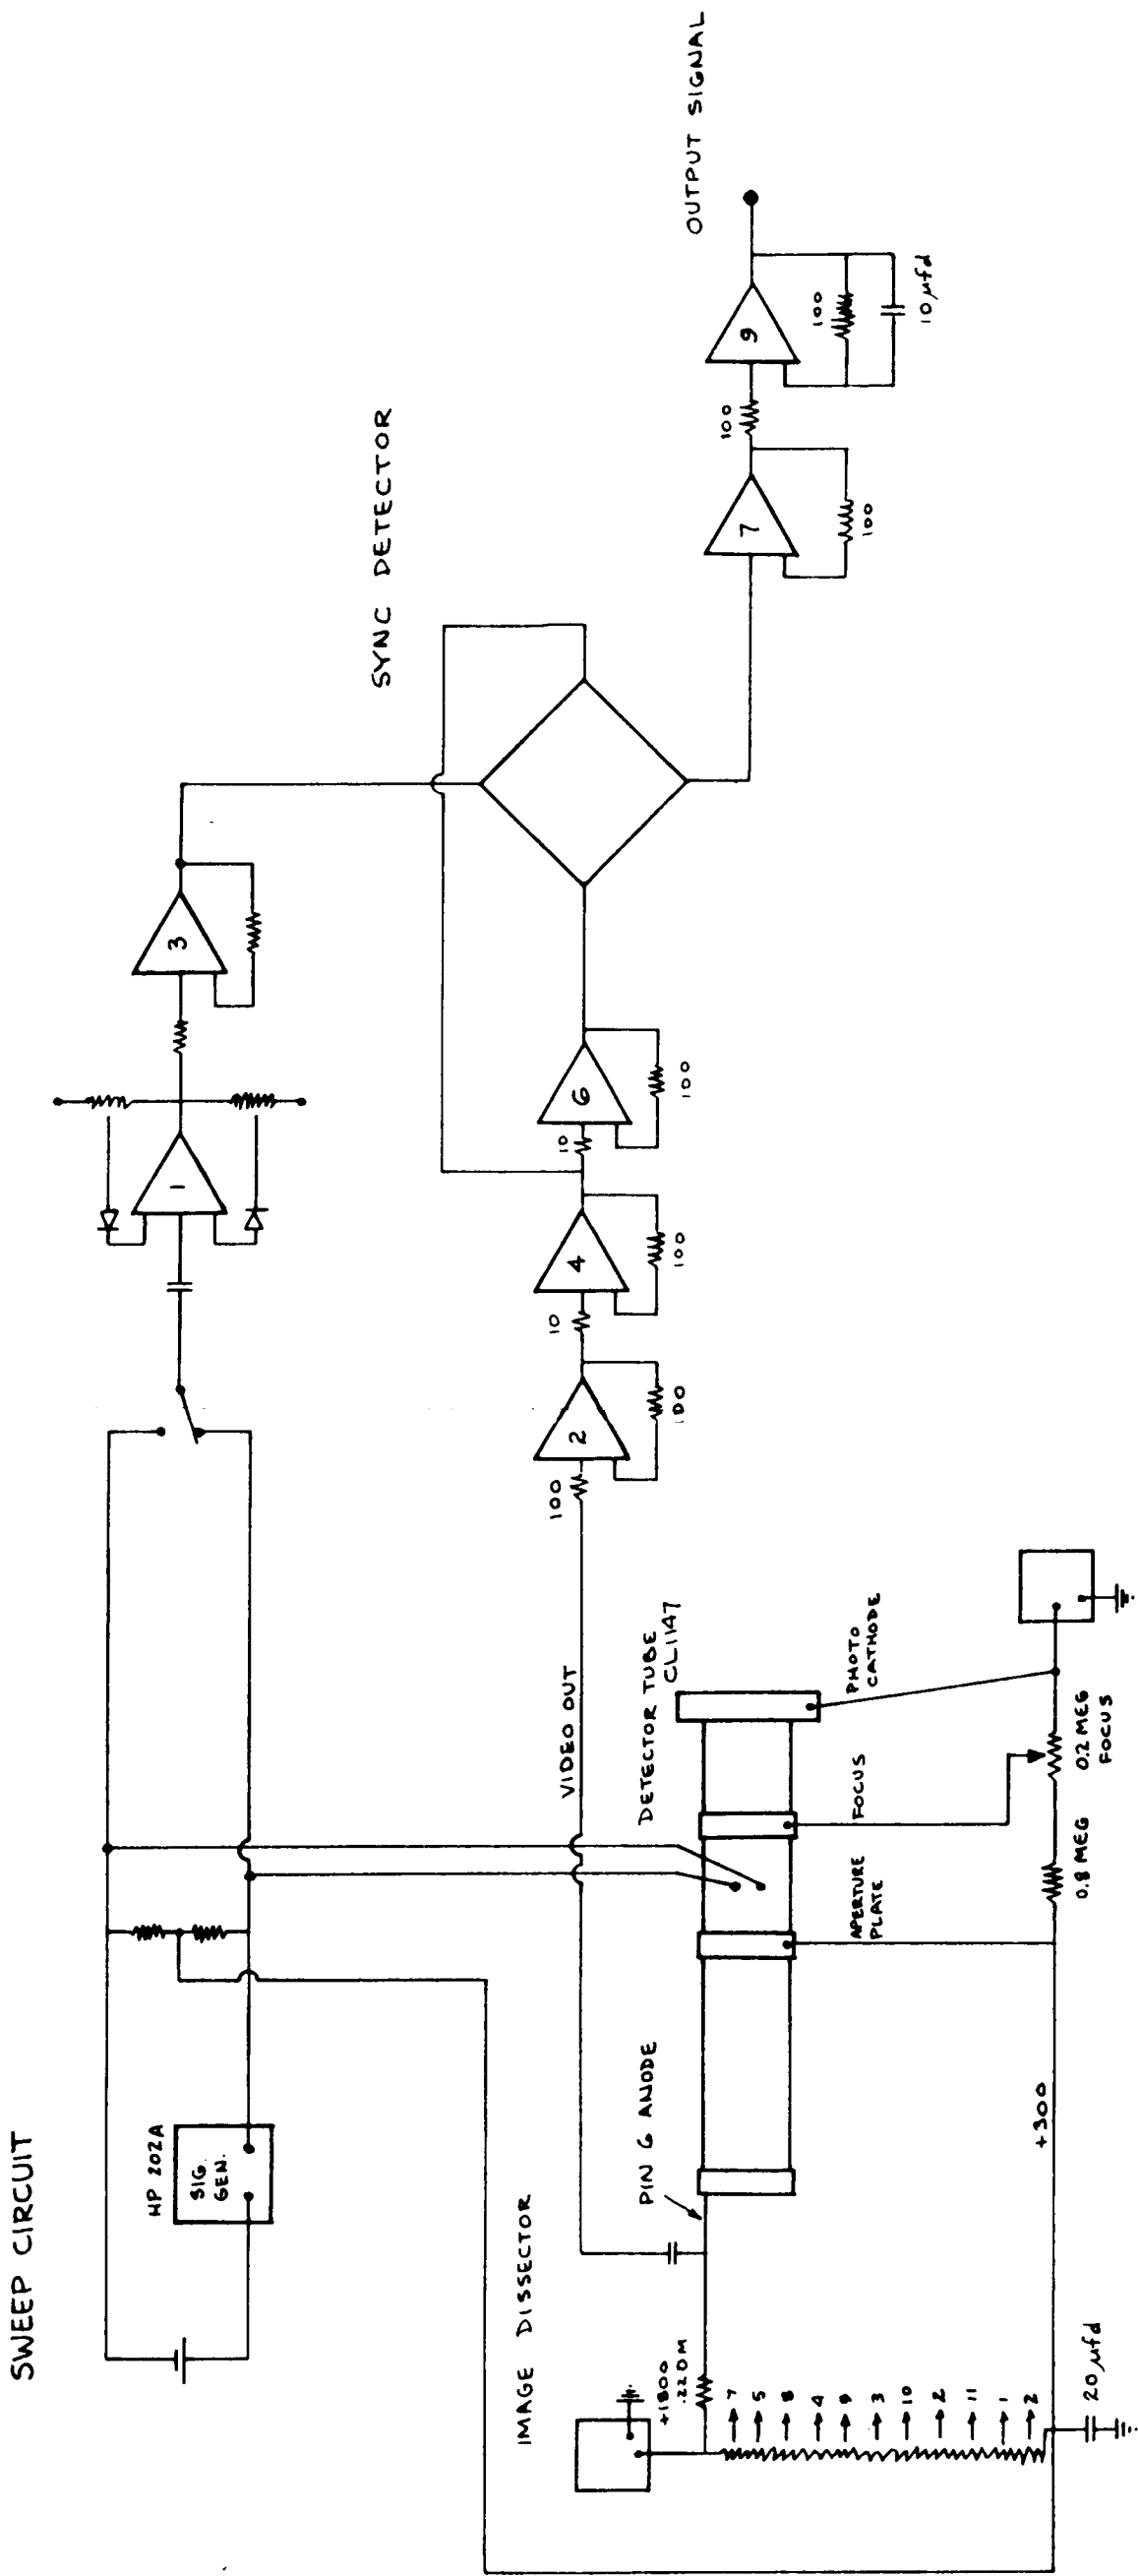 SWEEP CIRCUIT
HP 202A
SIG.
GEN.
1
3
SYNC DETECTOR
IMAGE DISSECTOR
VIDEO OUT
100
2
100
10
4
100
10
6
100
7
100
100
9
100
10 µfd
OUTPUT SIGNAL
+1800
.22DM
PIN 6 ANODE
DETECTOR TUBE
CL1147
APERTURE
PLATE
FOCUS
PHOTO
CATHODE
7
5
8
4
9
3
10
2
11
1
2
20 µfd
+300
0.8 MEG
0.2 MEG
FOCUS